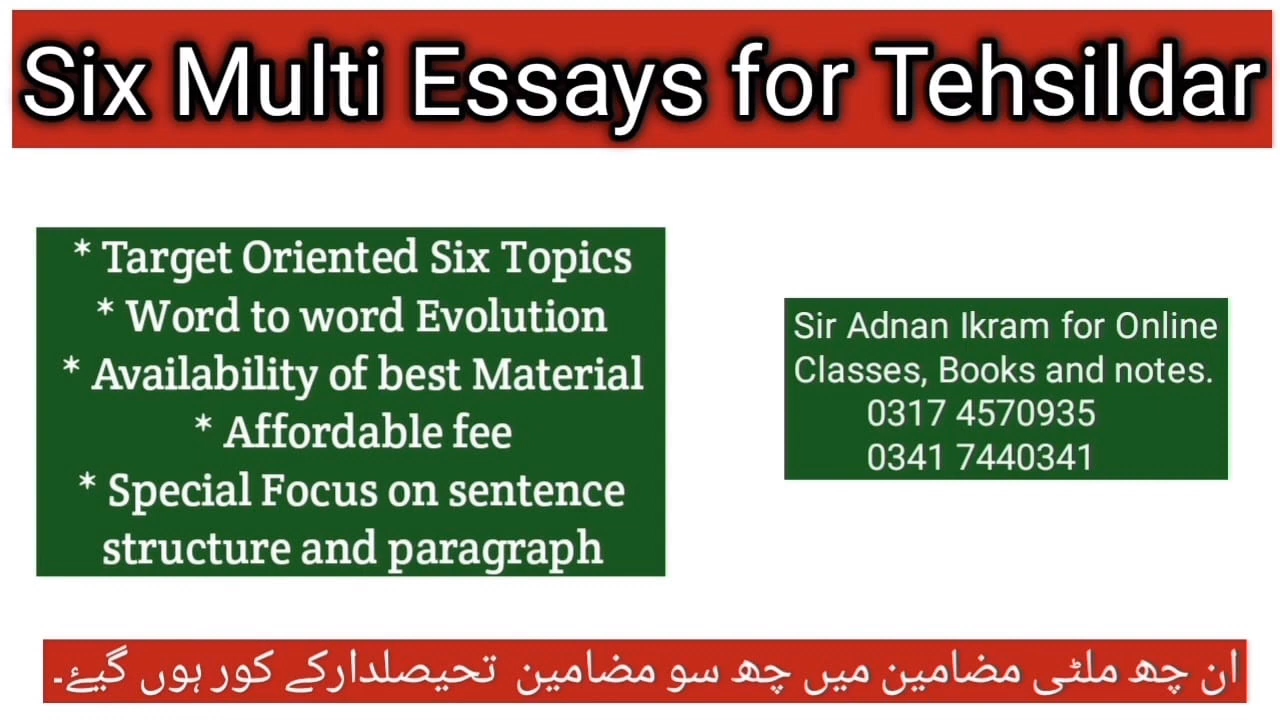 Six Multi Essays for Tehsildar
* Target Oriented Six Topics
* Word to word Evolution
* Availability of best Material
* Affordable fee
* Special Focus on sentence
structure and paragraph
Sir Adnan Ikram for Online
Classes, Books and notes.
0317 4570935
0341 7440341
ان چھ ملٹی مضامین میں چھ سو مضامین تحیصلدارکے کور ہوں گیۓ۔